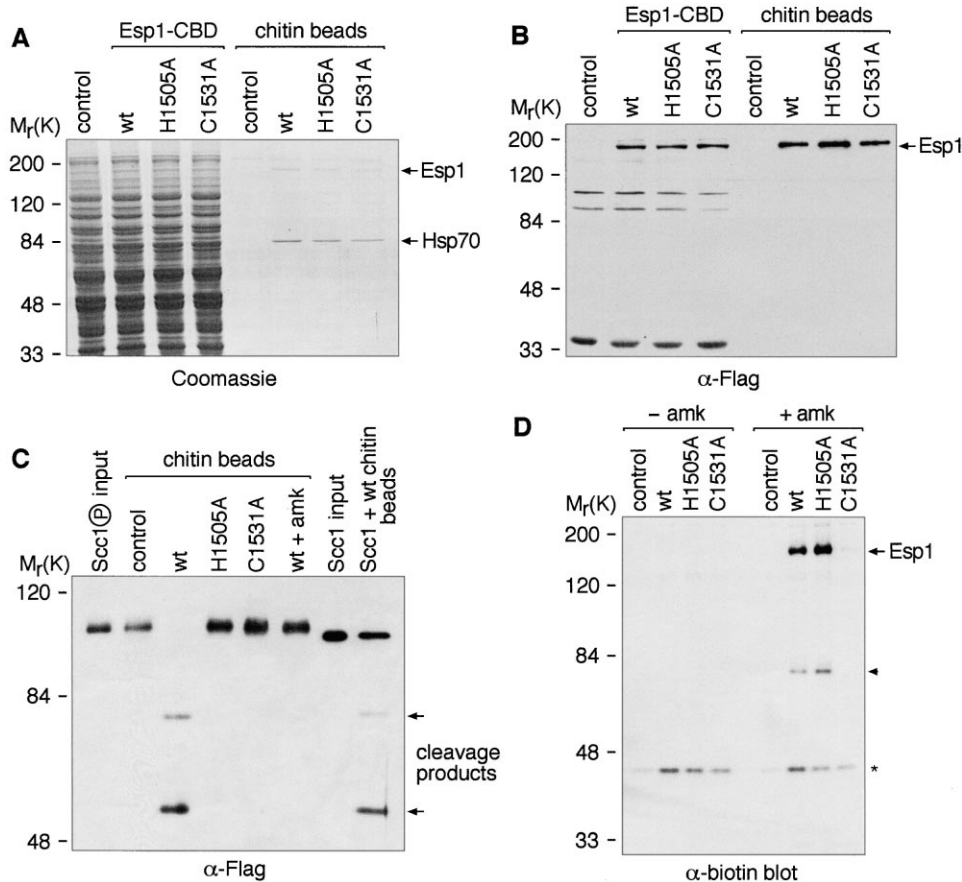 A
Esp1-CBD
chitin beads
control
wt
H1505A
C1531A
control
wt
H1505A
C1531A
Mr(K)
200
120
84
48
33
Esp1
Hsp70
Coomassie
B
Esp1-CBD
chitin beads
control
wt
H1505A
C1531A
control
wt
H1505A
C1531A
Mr(K)
200
120
84
48
33
Esp1
α-Flag
C
chitin beads
Scc1Ⓟ input
control
wt
H1505A
C1531A
wt + amk
Scc1 input
Scc1 + wt chitin
beads
Mr(K)
120
84
48
cleavage
products
α-Flag
D
– amk
+ amk
control
wt
H1505A
C1531A
control
wt
H1505A
C1531A
Mr(K)
200
120
84
48
33
Esp1
*
α-biotin blot